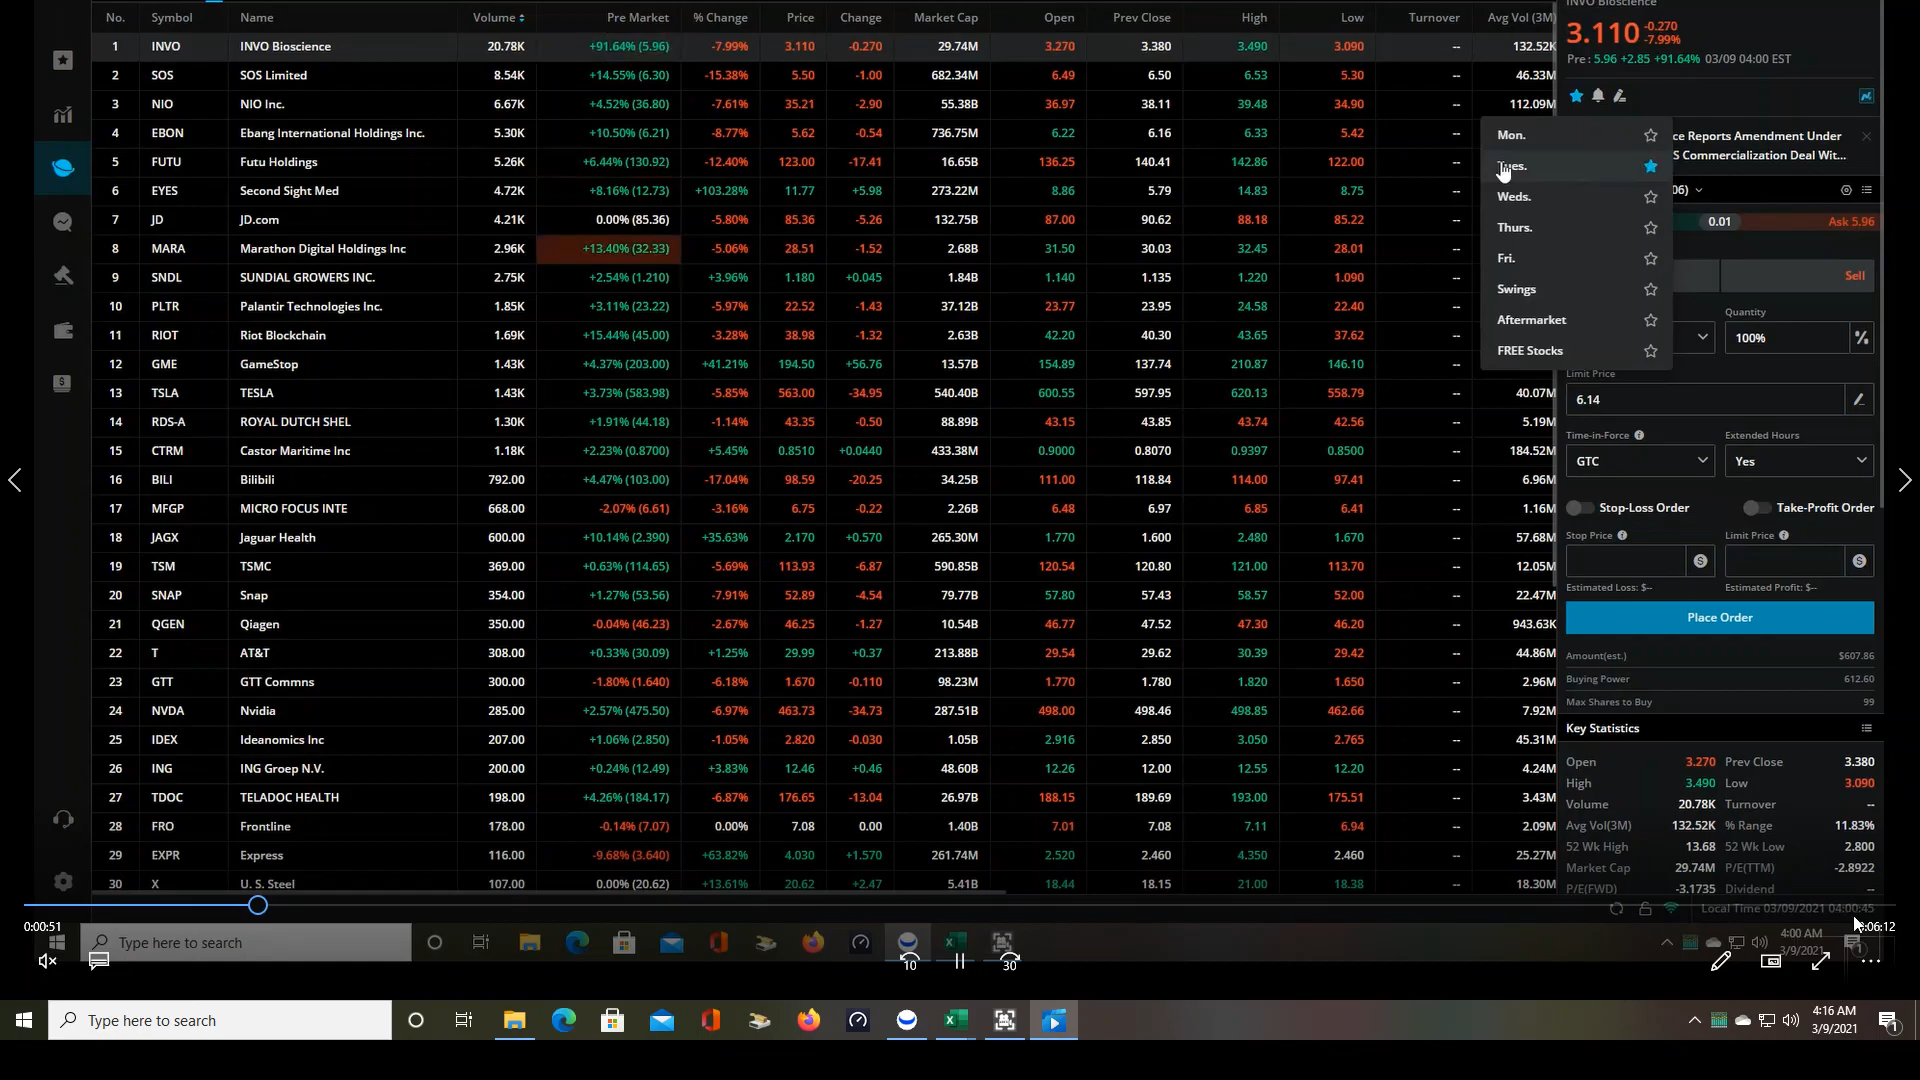 No. Symbol Name Volume Pre Market % Change Price Change Market Cap Open Prev Close High Low Turnover Avg Vol (3M)
1 INVO INVO Bioscience 20.78K +91.64% (5.96) -7.99% 3.110 -0.270 29.74M 3.270 3.380 3.490 3.090 -- 132.52K
2 SOS SOS Limited 8.54K +14.55% (6.30) -15.38% 5.50 -1.00 682.34M 6.49 6.50 6.53 5.30 -- 46.33M
3 NIO NIO Inc. 6.67K +4.52% (36.80) -7.61% 35.21 -2.90 55.38B 36.97 38.11 39.48 34.90 -- 112.09M
4 EBON Ebang International Holdings Inc. 5.30K +10.50% (6.21) -8.77% 5.62 -0.54 736.75M 6.22 6.16 6.33 5.42 --
5 FUTU Futu Holdings 5.26K +6.44% (130.92) -12.40% 123.00 -17.41 16.65B 136.25 140.41 142.86 122.00 --
6 EYES Second Sight Med 4.72K +8.16% (12.73) +103.28% 11.77 +5.98 273.22M 8.86 5.79 14.83 8.75 --
7 JD JD.com 4.21K 0.00% (85.36) -5.80% 85.36 -5.26 132.75B 87.00 90.62 88.18 85.22 --
8 MARA Marathon Digital Holdings Inc 2.96K +13.40% (32.33) -5.06% 28.51 -1.52 2.68B 31.50 30.03 32.45 28.01 --
9 SNDL SUNDIAL GROWERS INC. 2.75K +2.54% (1.210) +3.96% 1.180 +0.045 1.84B 1.140 1.135 1.220 1.090 --
10 PLTR Palantir Technologies Inc. 1.85K +3.11% (23.22) -5.97% 22.52 -1.43 37.12B 23.77 23.95 24.58 22.40 --
11 RIOT Riot Blockchain 1.69K +15.44% (45.00) -3.28% 38.98 -1.32 2.63B 42.20 40.30 43.65 37.62 --
12 GME GameStop 1.43K +4.37% (203.00) +41.21% 194.50 +56.76 13.57B 154.89 137.74 210.87 146.10 --
13 TSLA TESLA 1.43K +3.73% (583.98) -5.85% 563.00 -34.95 540.40B 600.55 597.95 620.13 558.79 -- 40.07M
14 RDS-A ROYAL DUTCH SHEL 1.30K +1.91% (44.18) -1.14% 43.35 -0.50 88.89B 43.15 43.85 43.74 42.56 -- 5.19M
15 CTRM Castor Maritime Inc 1.18K +2.23% (0.8700) +5.45% 0.8510 +0.0440 433.38M 0.9000 0.8070 0.9397 0.8500 -- 184.52M
16 BILI Bilibili 792.00 +4.47% (103.00) -17.04% 98.59 -20.25 34.25B 111.00 118.84 114.00 97.41 -- 6.96M
17 MFGP MICRO FOCUS INTE 668.00 -2.07% (6.61) -3.16% 6.75 -0.22 2.26B 6.48 6.97 6.85 6.41 -- 1.16M
18 JAGX Jaguar Health 600.00 +10.14% (2.390) +35.63% 2.170 +0.570 265.30M 1.770 1.600 2.480 1.670 -- 57.68M
19 TSM TSMC 369.00 +0.63% (114.65) -5.69% 113.93 -6.87 590.85B 120.54 120.80 121.00 113.70 -- 12.05M
20 SNAP Snap 354.00 +1.27% (53.56) -7.91% 52.89 -4.54 79.77B 57.80 57.43 58.57 52.00 -- 22.47M
21 QGEN Qiagen 350.00 -0.04% (46.23) -2.67% 46.25 -1.27 10.54B 46.77 47.52 47.30 46.20 -- 943.63K
22 T AT&T 308.00 +0.33% (30.09) +1.25% 29.99 +0.37 213.88B 29.54 29.62 30.39 29.42 -- 44.86M
23 GTT GTT Commns 300.00 -1.80% (1.640) -6.18% 1.670 -0.110 98.23M 1.770 1.780 1.820 1.650 -- 2.96M
24 NVDA Nvidia 285.00 +2.57% (475.50) -6.97% 463.73 -34.73 287.51B 498.00 498.46 498.85 462.66 -- 7.92M
25 IDEX Ideanomics Inc 207.00 +1.06% (2.850) -1.05% 2.820 -0.030 1.05B 2.916 2.850 3.050 2.765 -- 45.31M
26 ING ING Groep N.V. 200.00 +0.24% (12.49) +3.83% 12.46 +0.46 48.60B 12.26 12.00 12.55 12.20 -- 4.24M
27 TDOC TELADOC HEALTH 198.00 +4.26% (184.17) -6.87% 176.65 -13.04 26.97B 188.15 189.69 193.00 175.51 -- 3.43M
28 FRO Frontline 178.00 -0.14% (7.07) 0.00% 7.08 0.00 1.40B 7.01 7.08 7.11 6.94 -- 2.09M
29 EXPR Express 116.00 -9.68% (3.640) +63.82% 4.030 +1.570 261.74M 2.520 2.460 4.350 2.460 -- 25.27M
30 X U. S. Steel 107.00 0.00% (20.62) +13.61% 20.62 +2.47 5.41B 18.44 18.15 21.00 18.38 -- 18.30M
INVO Bioscience
3.110 -0.270
-7.99%
Pre : 5.96 +2.85 +91.64% 03/09 04:00 EST
ce Reports Amendment Under
S Commercialization Deal Wit...
Mon.
Tues.
Weds.
Thurs.
Fri.
Swings
Aftermarket
FREE Stocks
06)
0.01 Ask 5.96
Sell
Quantity
100%
Limit Price
6.14
Time-in-Force Extended Hours
GTC Yes
Stop-Loss Order Take-Profit Order
Stop Price Limit Price
Estimated Loss: $-- Estimated Profit: $--
Place Order
Amount(est.) $607.86
Buying Power 612.60
Max Shares to Buy 99
Key Statistics
Open 3.270 Prev Close 3.380
High 3.490 Low 3.090
Volume 20.78K Turnover --
Avg Vol(3M) 132.52K % Range 11.83%
52 Wk High 13.68 52 Wk Low 2.800
Market Cap 29.74M P/E(TTM) -2.8922
P/E(FWD) -3.1735 Dividend --
Local Time 03/09/2021 04:00:45
0:00:51
:06:12
Type here to search
4:00 AM
3/9/2021
1
10
30
Type here to search
4:16 AM
3/9/2021
1